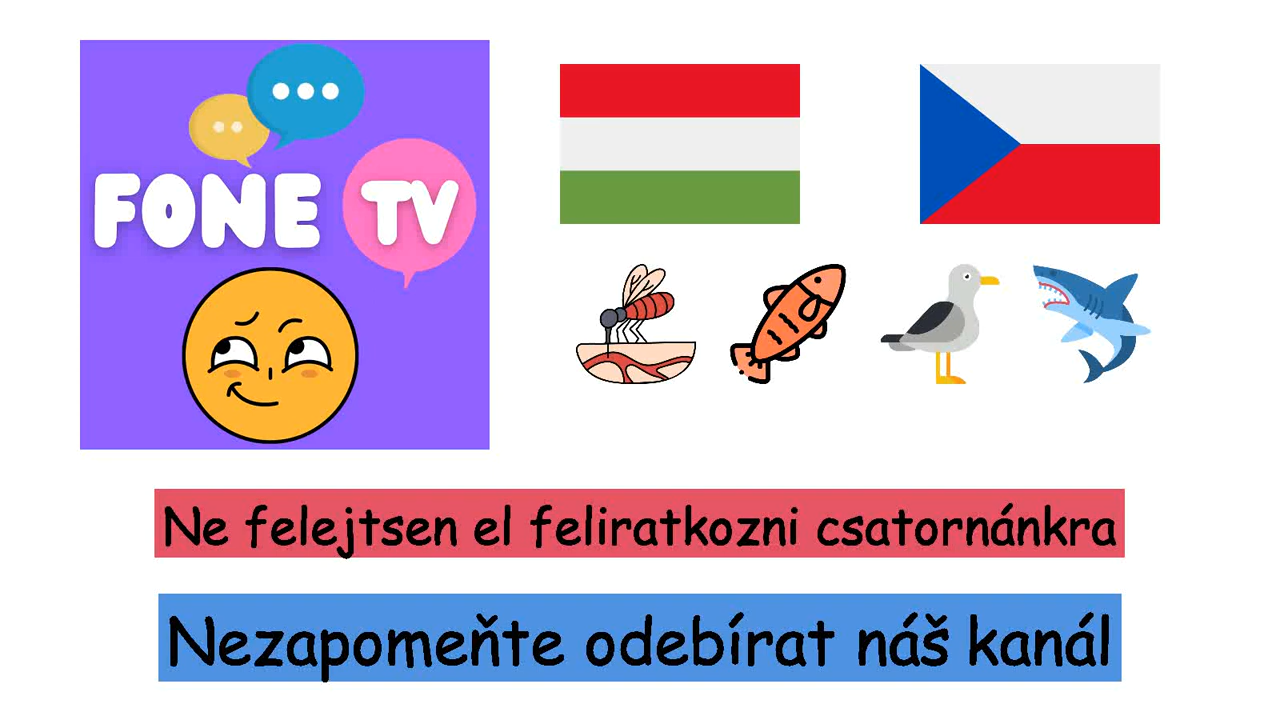 FONE TV
Ne felejtsen el feliratkozni csatornánkra
Nezapomeňte odebírat náš kanál